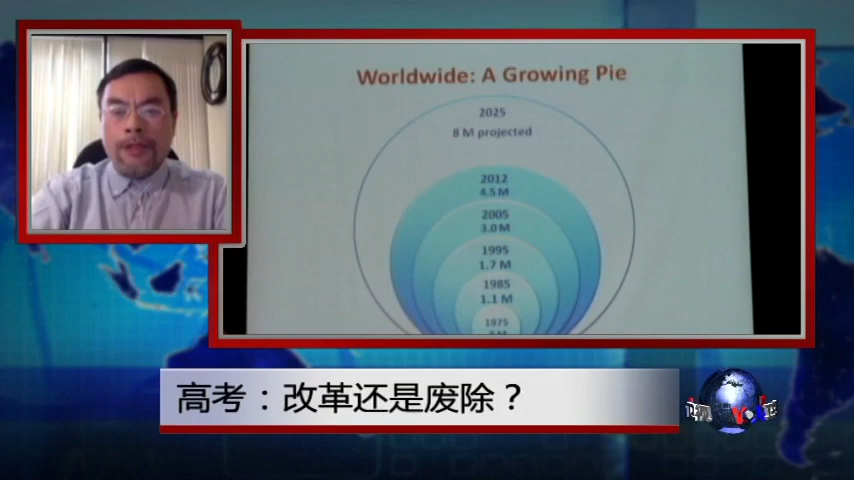 Worldwide: A Growing Pie
2025
8 M projected
2012
4.5 M
2005
3.0 M
1995
1.7 M
1985
1.1 M
1975
高考：改革还是废除？
VOA